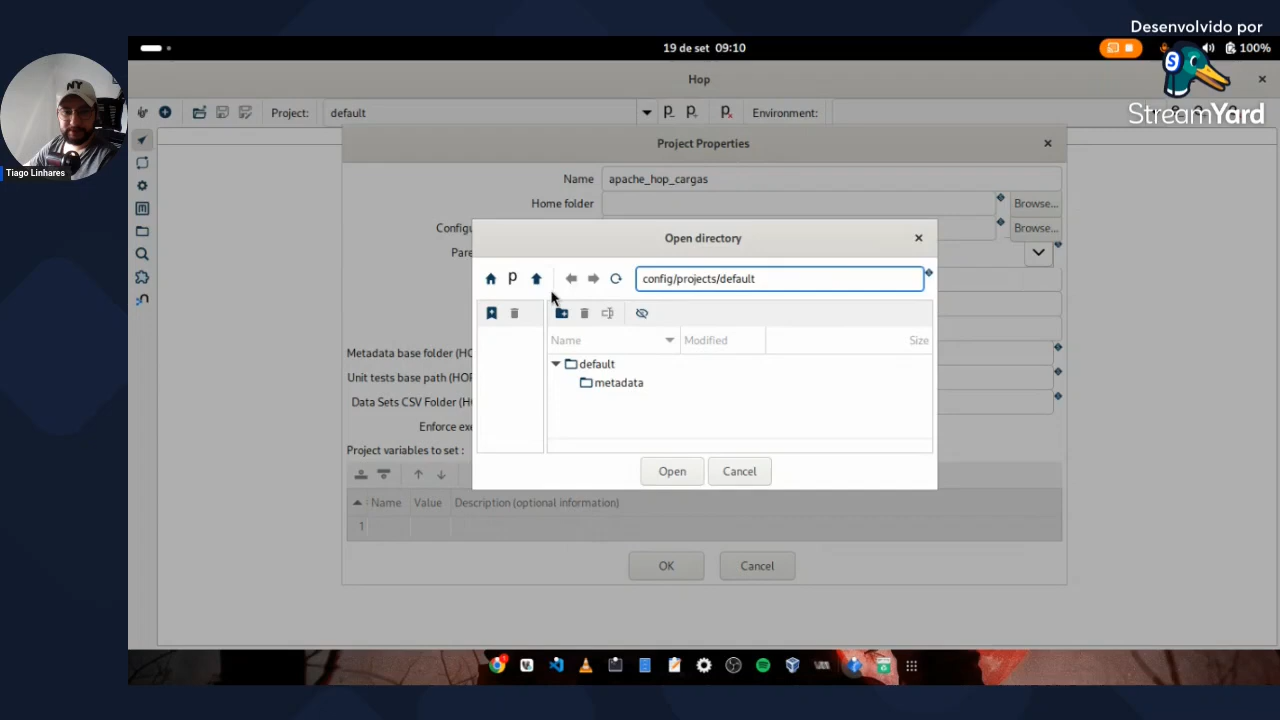 Desenvolvido por
StreamYard
19 de set 09:10
100%
Tiago Linhares
Hop
Project:
default
Environment:
Project Properties
Name
apache_hop_cargas
Home folder
Browse...
Browse...
Open directory
config/projects/default
Name
Modified
Size
default
metadata
Metadata base folder (HO
Unit tests base path (HOP
Data Sets CSV Folder (H
Enforce exe
Project variables to set :
Name
Value
Description (optional information)
1
Open
Cancel
OK
Cancel